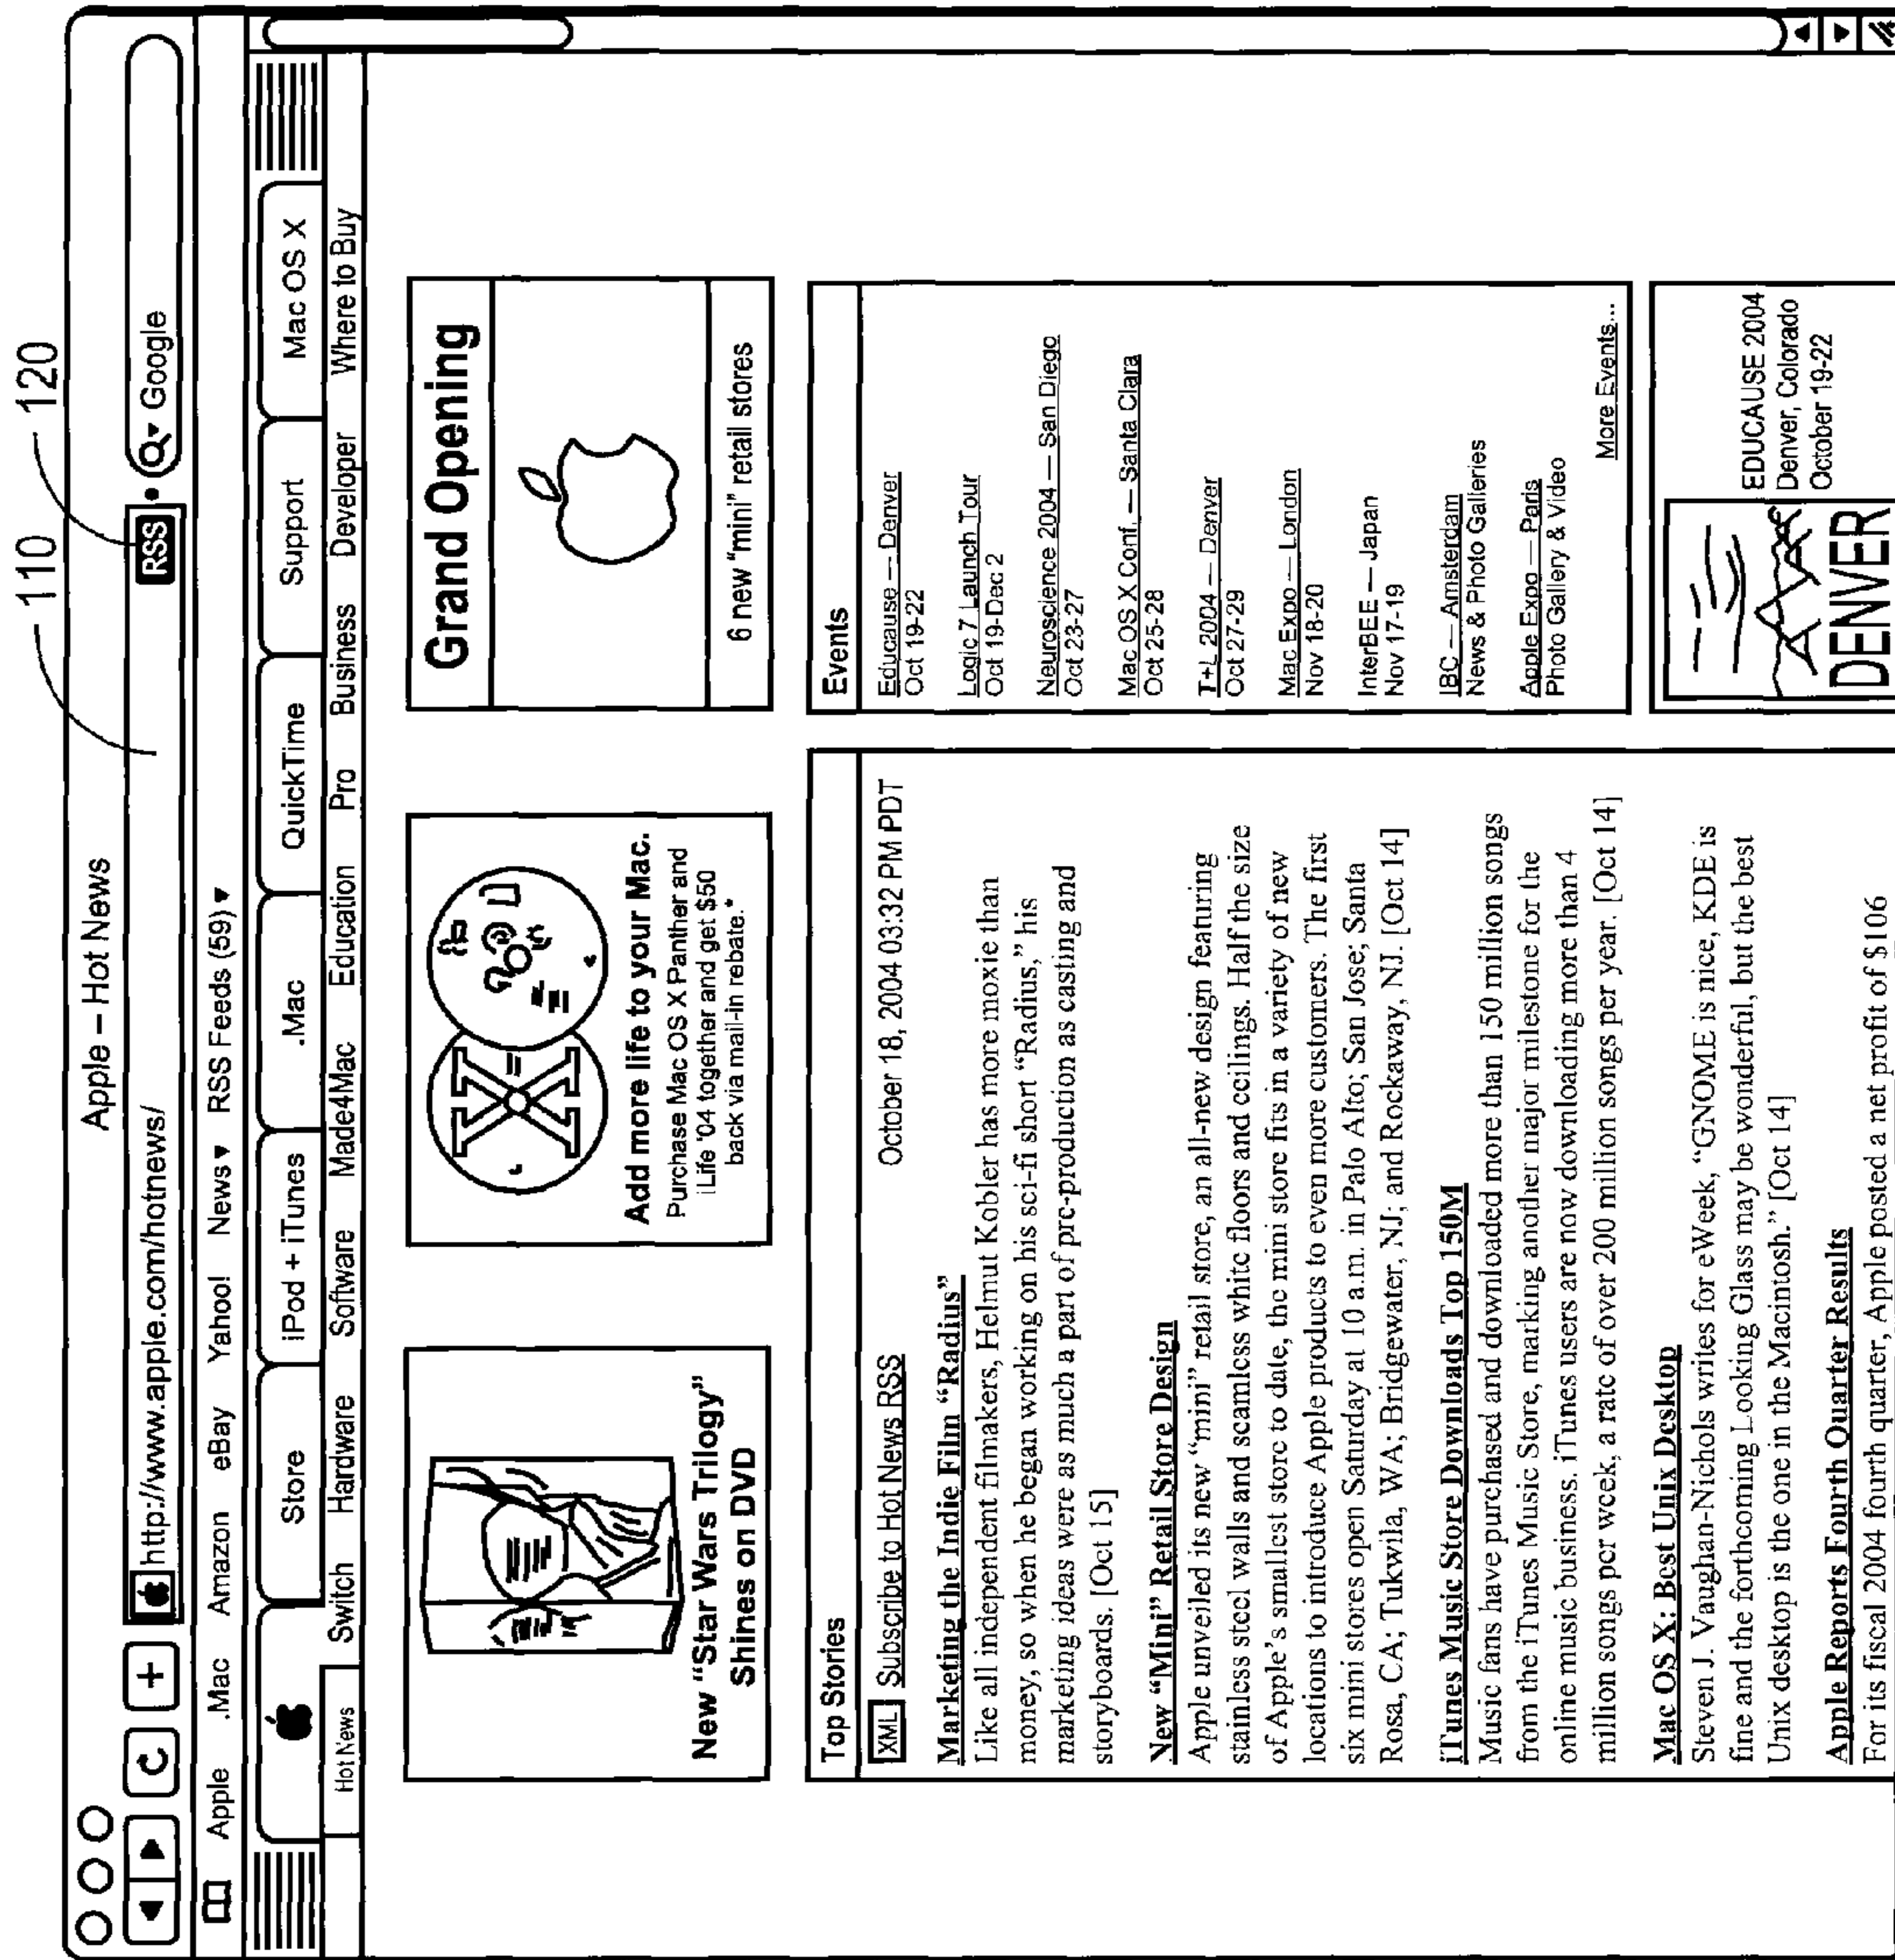 110
120
Apple – Hot News
http://www.apple.com/hotnews/
RSS
Google
Apple .Mac Amazon eBay Yahoo! News RSS Feeds (59)
Store iPod + iTunes .Mac QuickTime Support Mac OS X
Hot News Switch Hardware Software Made4Mac Education Pro Business Developer Where to Buy
New "Star Wars Trilogy"
Shines on DVD
X
Add more life to your Mac.
Purchase Mac OS X Panther and
iLife '04 together and get $50
back via mail-in rebate.*
Grand Opening
6 new "mini" retail stores
Top Stories
XML Subscribe to Hot News RSS October 18, 2004 03:32 PM PDT
Marketing the Indie Film “Radius”
Like all independent filmakers, Helmut Kobler has more moxie than
money, so when he began working on his sci-fi short “Radius,” his
marketing ideas were as much a part of pre-production as casting and
storyboards. [Oct 15]
New “Mini” Retail Store Design
Apple unveiled its new “mini” retail store, an all-new design featuring
stainless steel walls and seamless white floors and ceilings. Half the size
of Apple’s smallest store to date, the mini store fits in a variety of new
locations to introduce Apple products to even more customers. The first
six mini stores open Saturday at 10 a.m. in Palo Alto; San Jose; Santa
Rosa, CA; Tukwila, WA; Bridgewater, NJ; and Rockaway, NJ. [Oct 14]
iTunes Music Store Downloads Top 150M
Music fans have purchased and downloaded more than 150 million songs
from the iTunes Music Store, marking another major milestone for the
online music business. iTunes users are now downloading more than 4
million songs per week, a rate of over 200 million songs per year. [Oct 14]
Mac OS X: Best Unix Desktop
Steven J. Vaughan-Nichols writes for eWeek, “GNOME is nice, KDE is
fine and the forthcoming Looking Glass may be wonderful, but the best
Unix desktop is the one in the Macintosh.” [Oct 14]
Apple Reports Fourth Quarter Results
For its fiscal 2004 fourth quarter, Apple posted a net profit of $106
Events
Educause — Denver
Oct 19-22
Logic 7 Launch Tour
Oct 19-Dec 2
Neuroscience 2004 — San Diego
Oct 23-27
Mac OS X Conf. — Santa Clara
Oct 25-28
T+L 2004 — Denver
Oct 27-29
Mac Expo — London
Nov 18-20
InterBEE — Japan
Nov 17-19
IBC — Amsterdam
News & Photo Galleries
Apple Expo — Paris
Photo Gallery & Video
More Events...
DENVER
EDUCAUSE 2004
Denver, Colorado
October 19-22